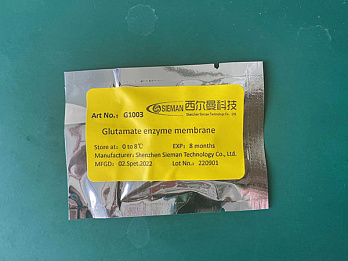 Art No.: G1003
SIEMAN 西尔曼科技
Shenzhen Sieman Technology Co., Ltd.
Glutamate enzyme membrane
Store at: 0 to 8℃ EXP: 8 months
Manufacturer: Shenzhen Sieman Technology Co., Ltd.
MFGD: 02.Spet.2022 Lot No.: 220901